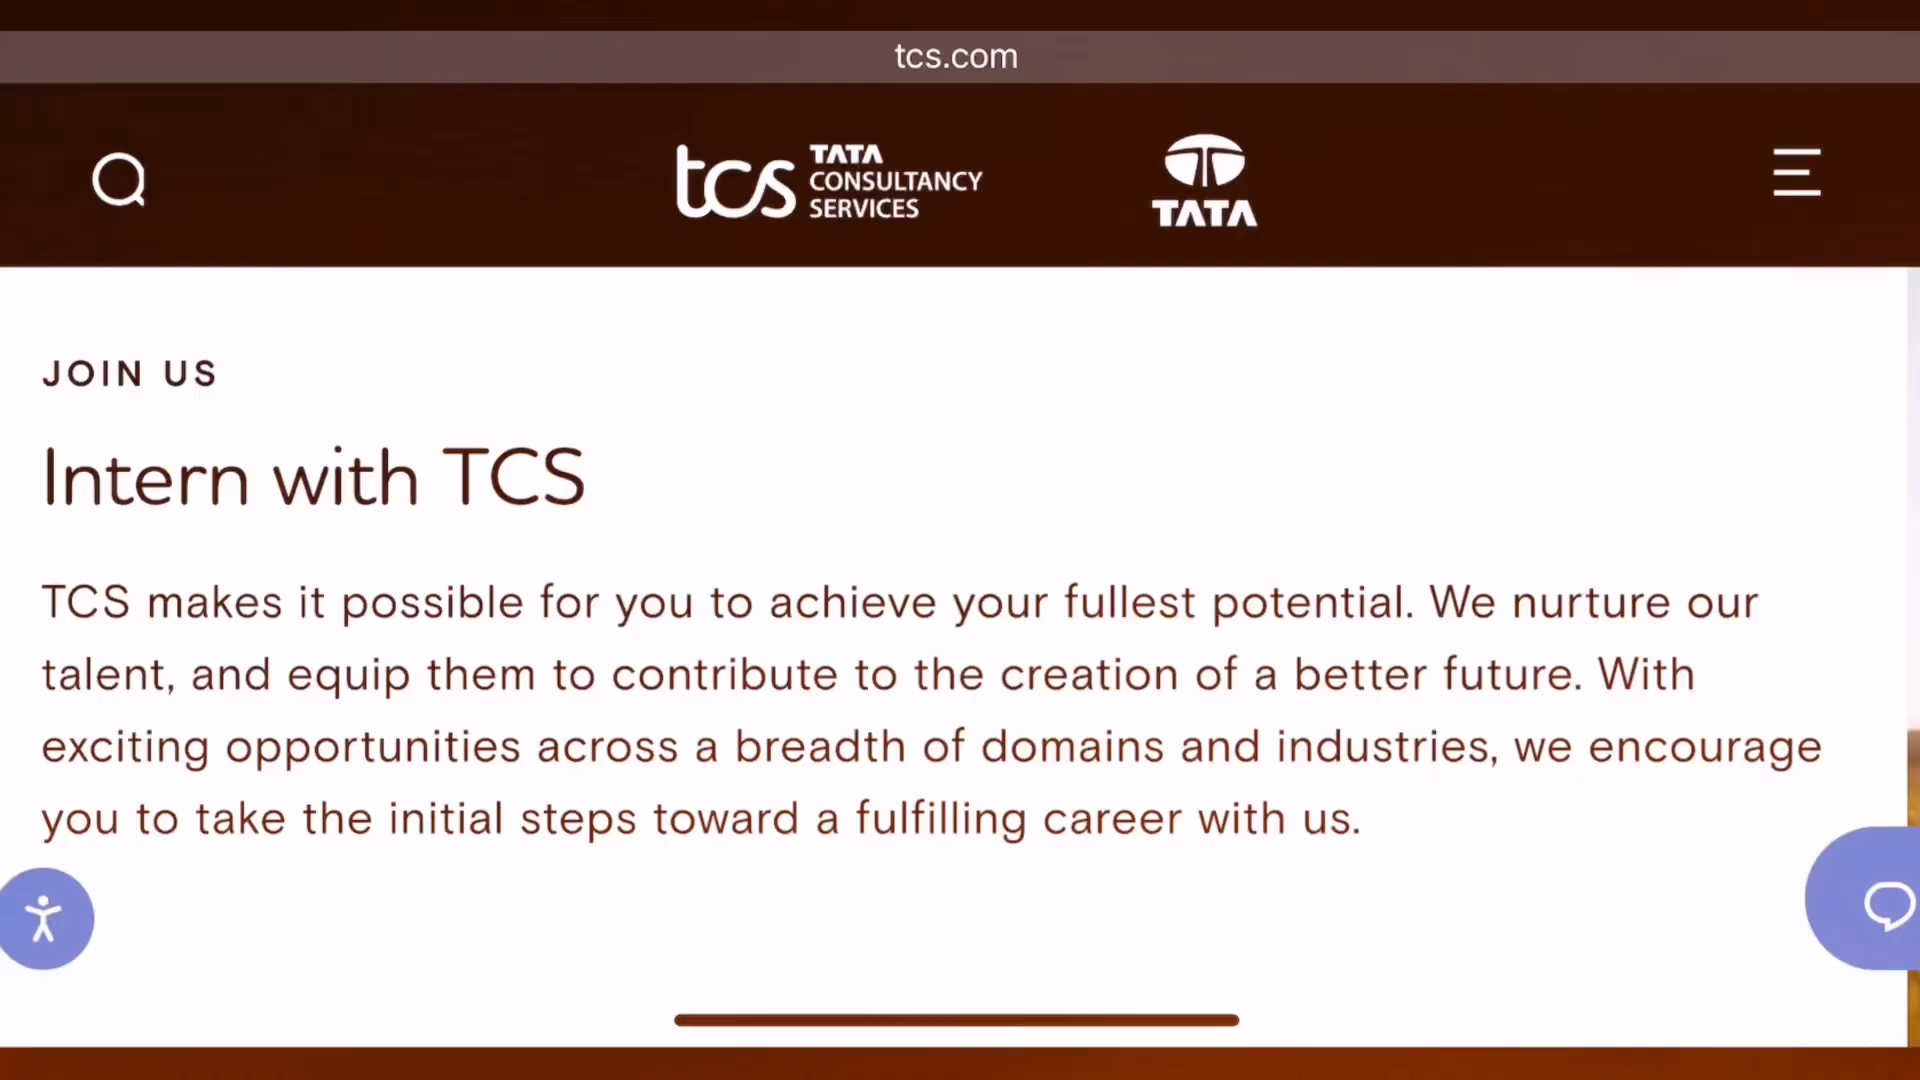 tcs.com
tcs TATA CONSULTANCY SERVICES
TATA
JOIN US
Intern with TCS
TCS makes it possible for you to achieve your fullest potential. We nurture our
talent, and equip them to contribute to the creation of a better future. With
exciting opportunities across a breadth of domains and industries, we encourage
you to take the initial steps toward a fulfilling career with us.